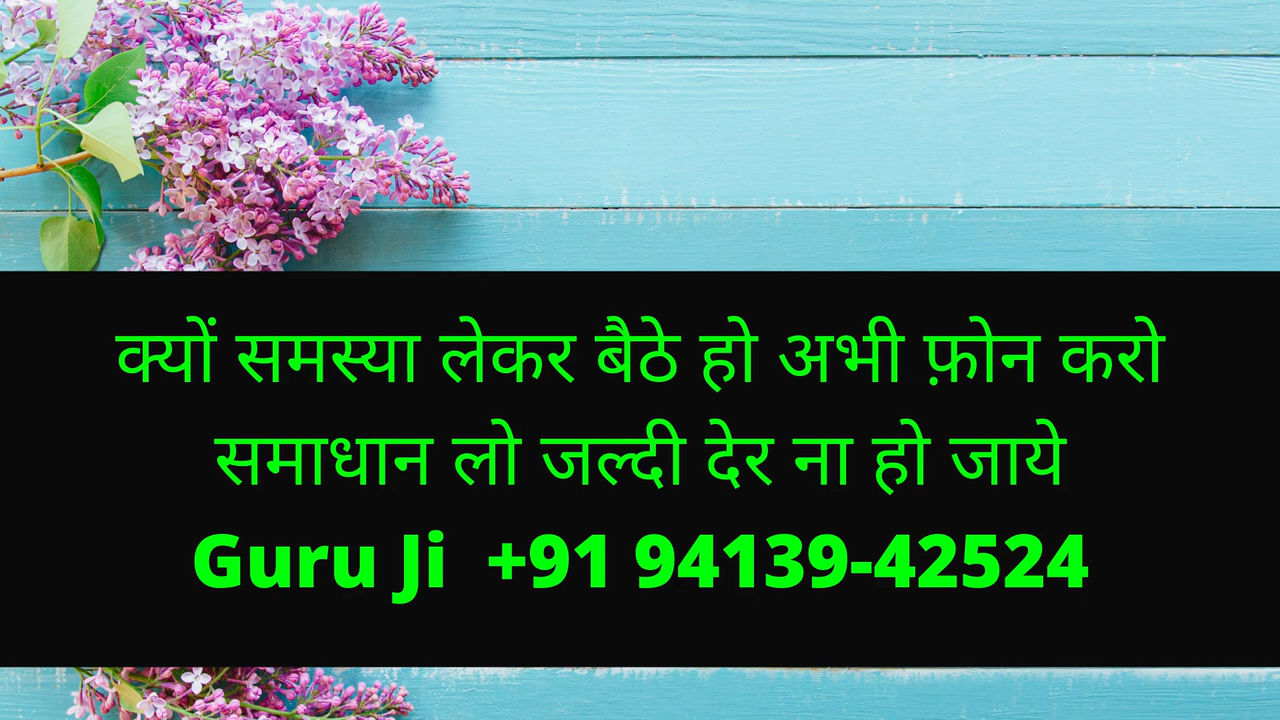 क्यों समस्या लेकर बैठे हो अभी फ़ोन करो
समाधान लो जल्दी देर ना हो जाये
Guru Ji +91 94139-42524